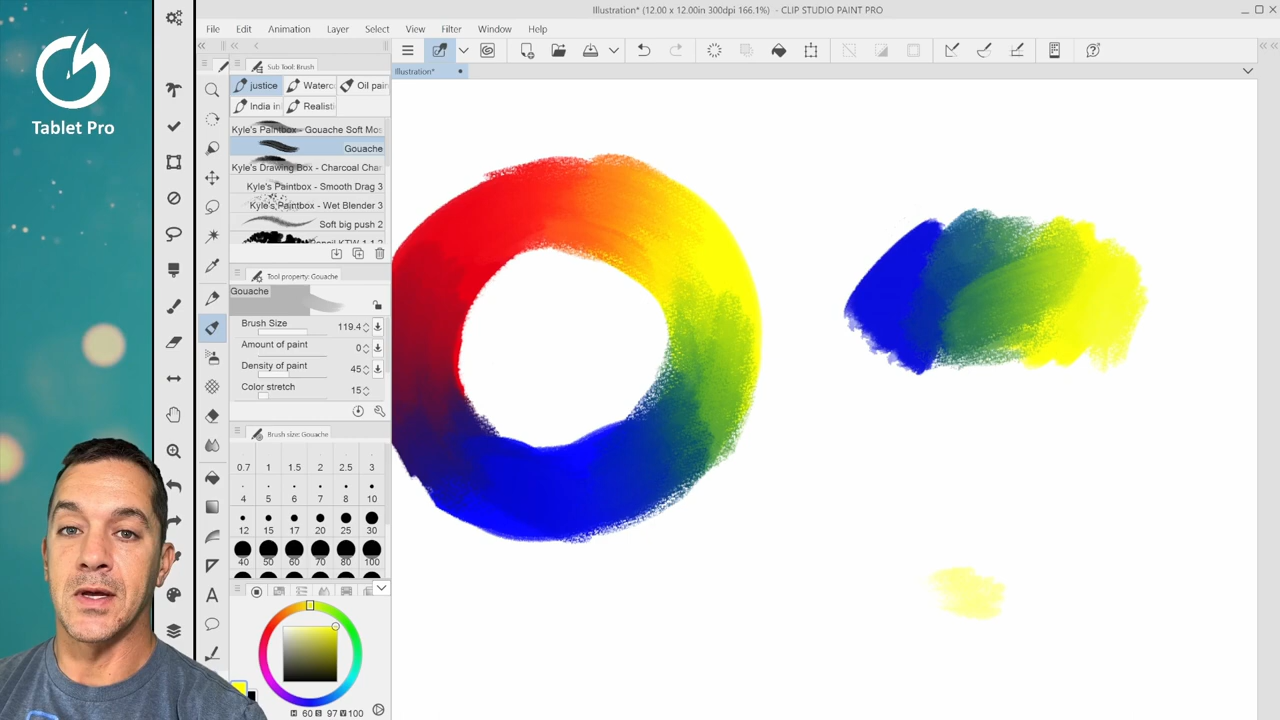 Illustration* (12.00 x 12.00in 300dpi 166.1%) - CLIP STUDIO PAINT PRO
File Edit Animation Layer Select View Filter Window Help
Tablet Pro
Illustration*
Sub Tool: Brush
justice Waterc Oil pain
India in Realisti
Kyle's Paintbox - Gouache Soft Mos
Gouache
Kyle's Drawing Box - Charcoal Char
Kyle's Paintbox - Smooth Drag 3
Kyle's Paintbox - Wet Blender 3
Soft big push 2
Tool property: Gouache
Gouache
Brush Size 119.4
Amount of paint 0
Density of paint 45
Color stretch 15
Brush size: Gouache
0.7 1 1.5 2 2.5 3
4 5 6 7 8 10
12 15 17 20 25 30
40 50 60 70 80 100
H 60 S 97 V 100